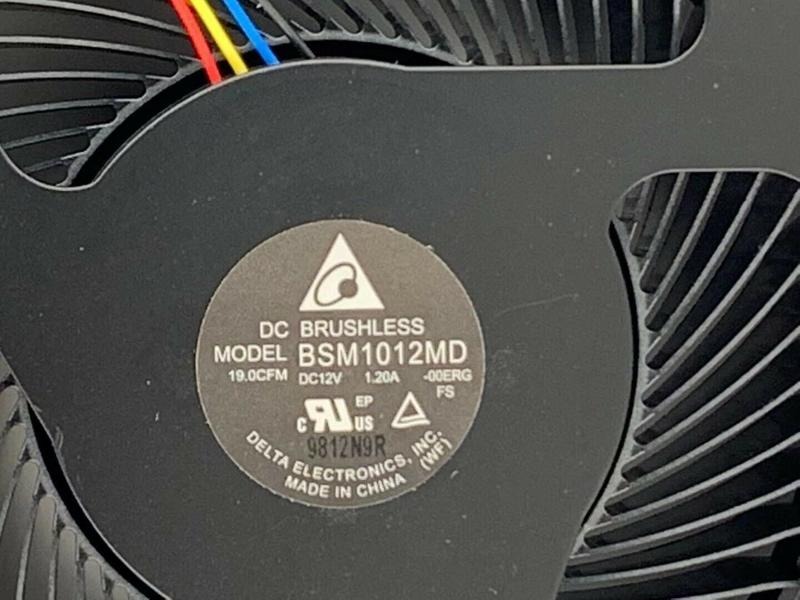 DC BRUSHLESS
MODEL BSM1012MD
19.0CFM DC12V 1.20A -00ERG
FS
c RU US EP
9812N9R
DELTA ELECTRONICS, INC.
(WF)
MADE IN CHINA